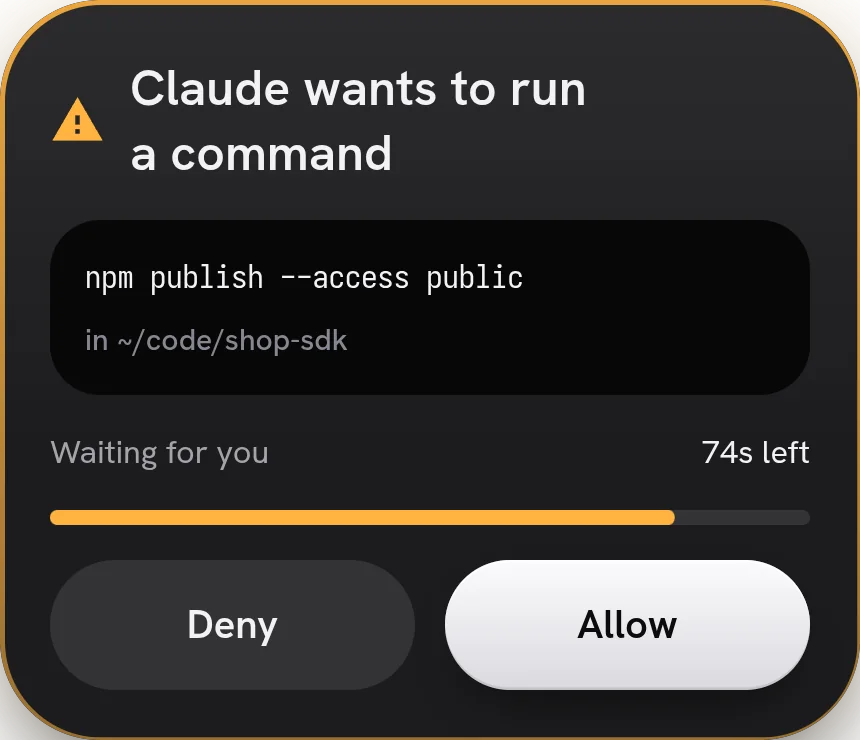 Claude wants to run
a command
npm publish --access public
in ~/code/shop-sdk
Waiting for you
74s left
Deny
Allow